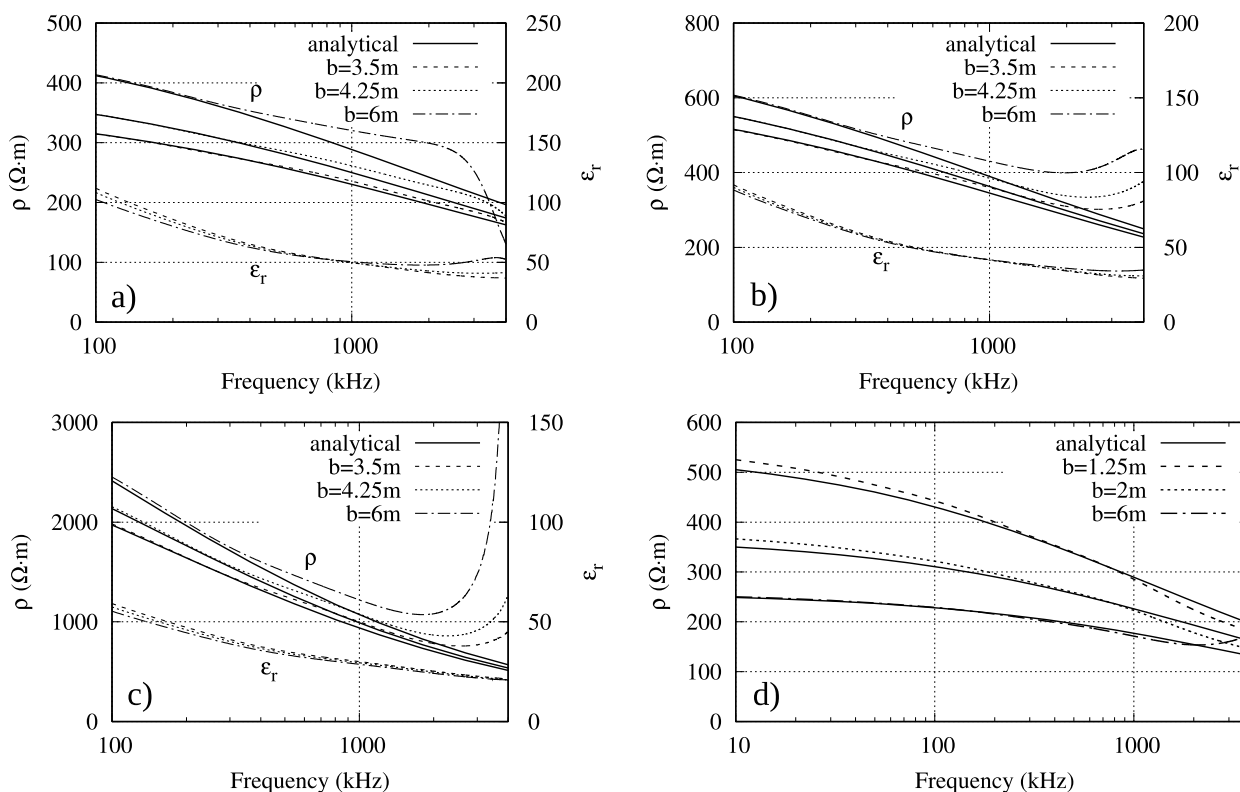 500
400
300
200
100
0
ρ (Ω·m)
250
200
150
100
50
0
εr
analytical
b=3.5m
b=4.25m
b=6m
ρ
εr
a)
100
1000
Frequency (kHz)
800
600
400
200
0
ρ (Ω·m)
200
150
100
50
0
εr
analytical
b=3.5m
b=4.25m
b=6m
ρ
εr
b)
100
1000
Frequency (kHz)
3000
2000
1000
0
ρ (Ω·m)
150
100
50
0
εr
analytical
b=3.5m
b=4.25m
b=6m
ρ
εr
c)
100
1000
Frequency (kHz)
600
500
400
300
200
100
0
ρ (Ω·m)
analytical
b=1.25m
b=2m
b=6m
d)
10
100
1000
Frequency (kHz)